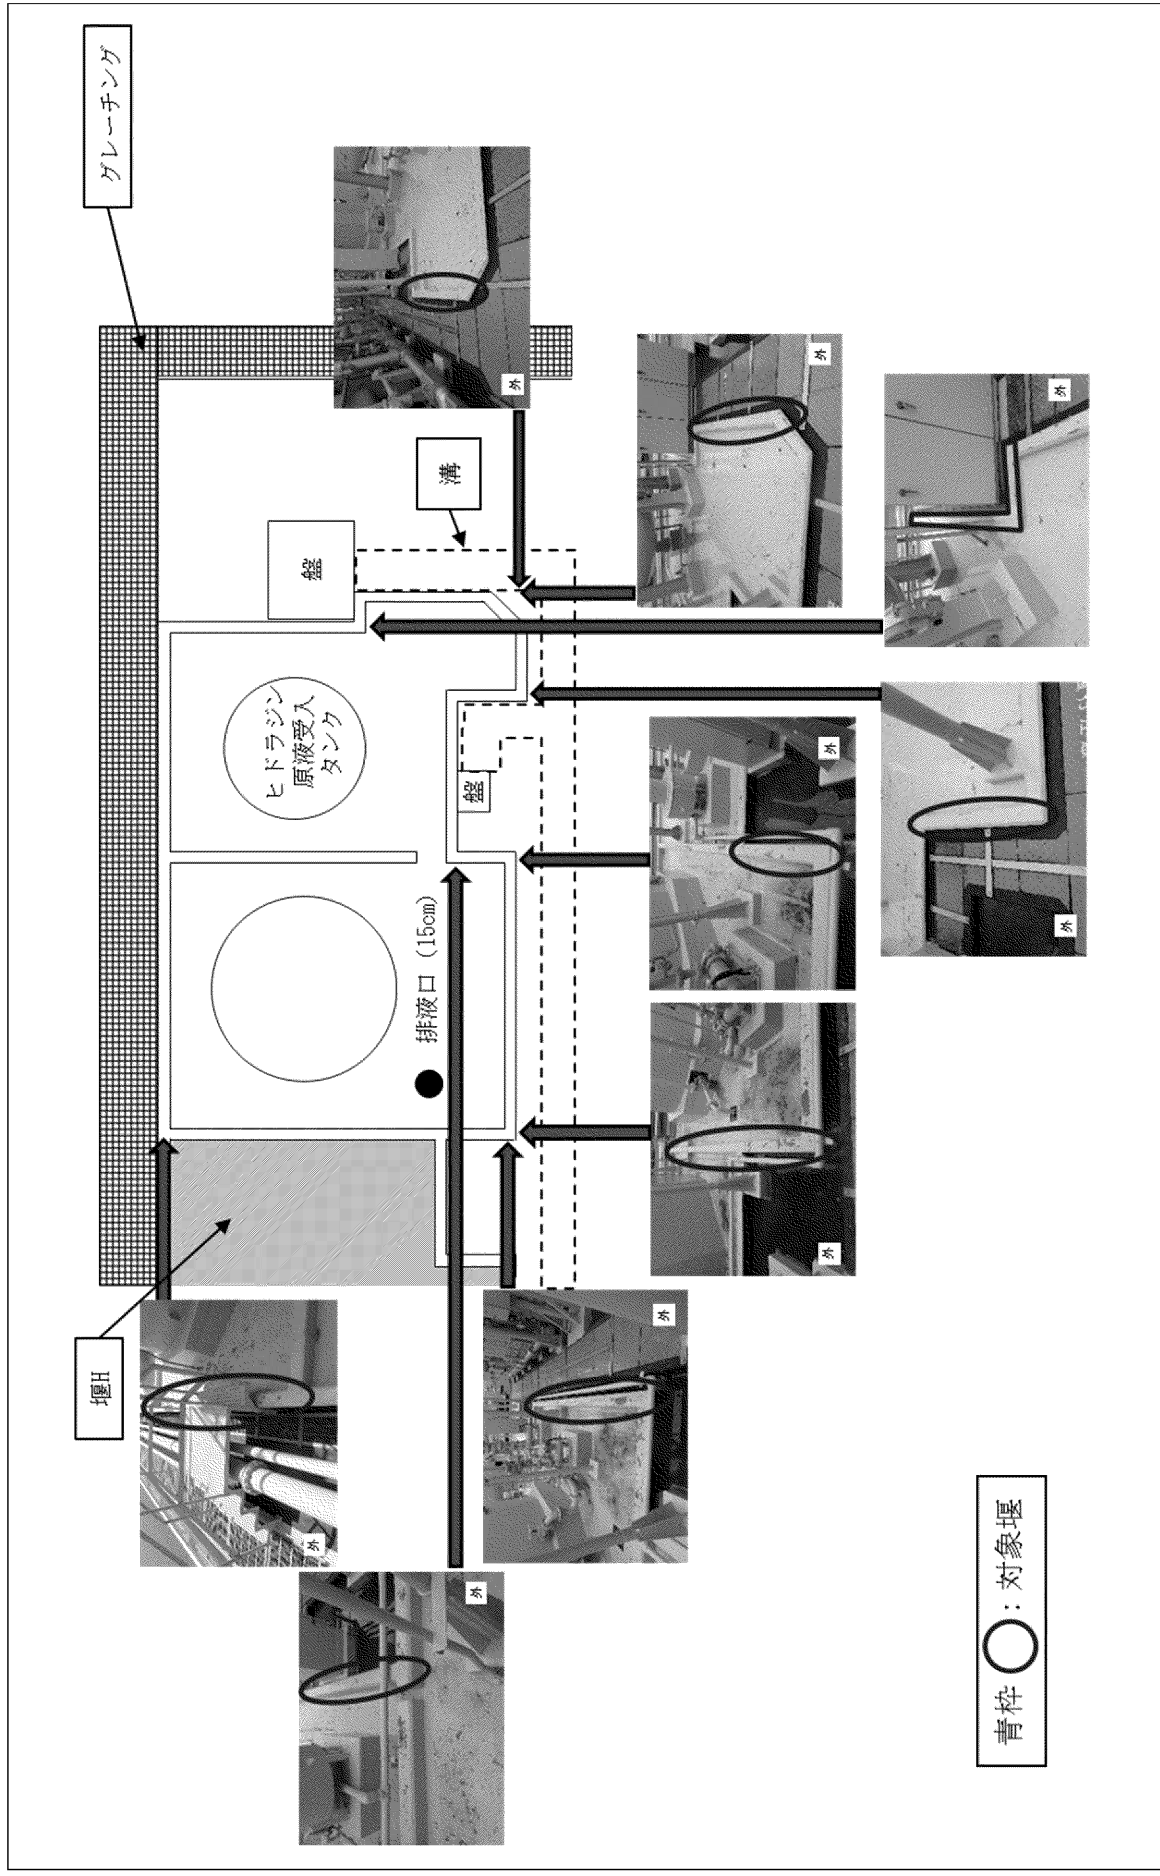 グレーチング
外
溝
盤
外
外
ヒドラジン
原液受入
タンク
盤
外
外
排液口 (15cm)
外
堰H
外
外
外
青枠 : 対象堰